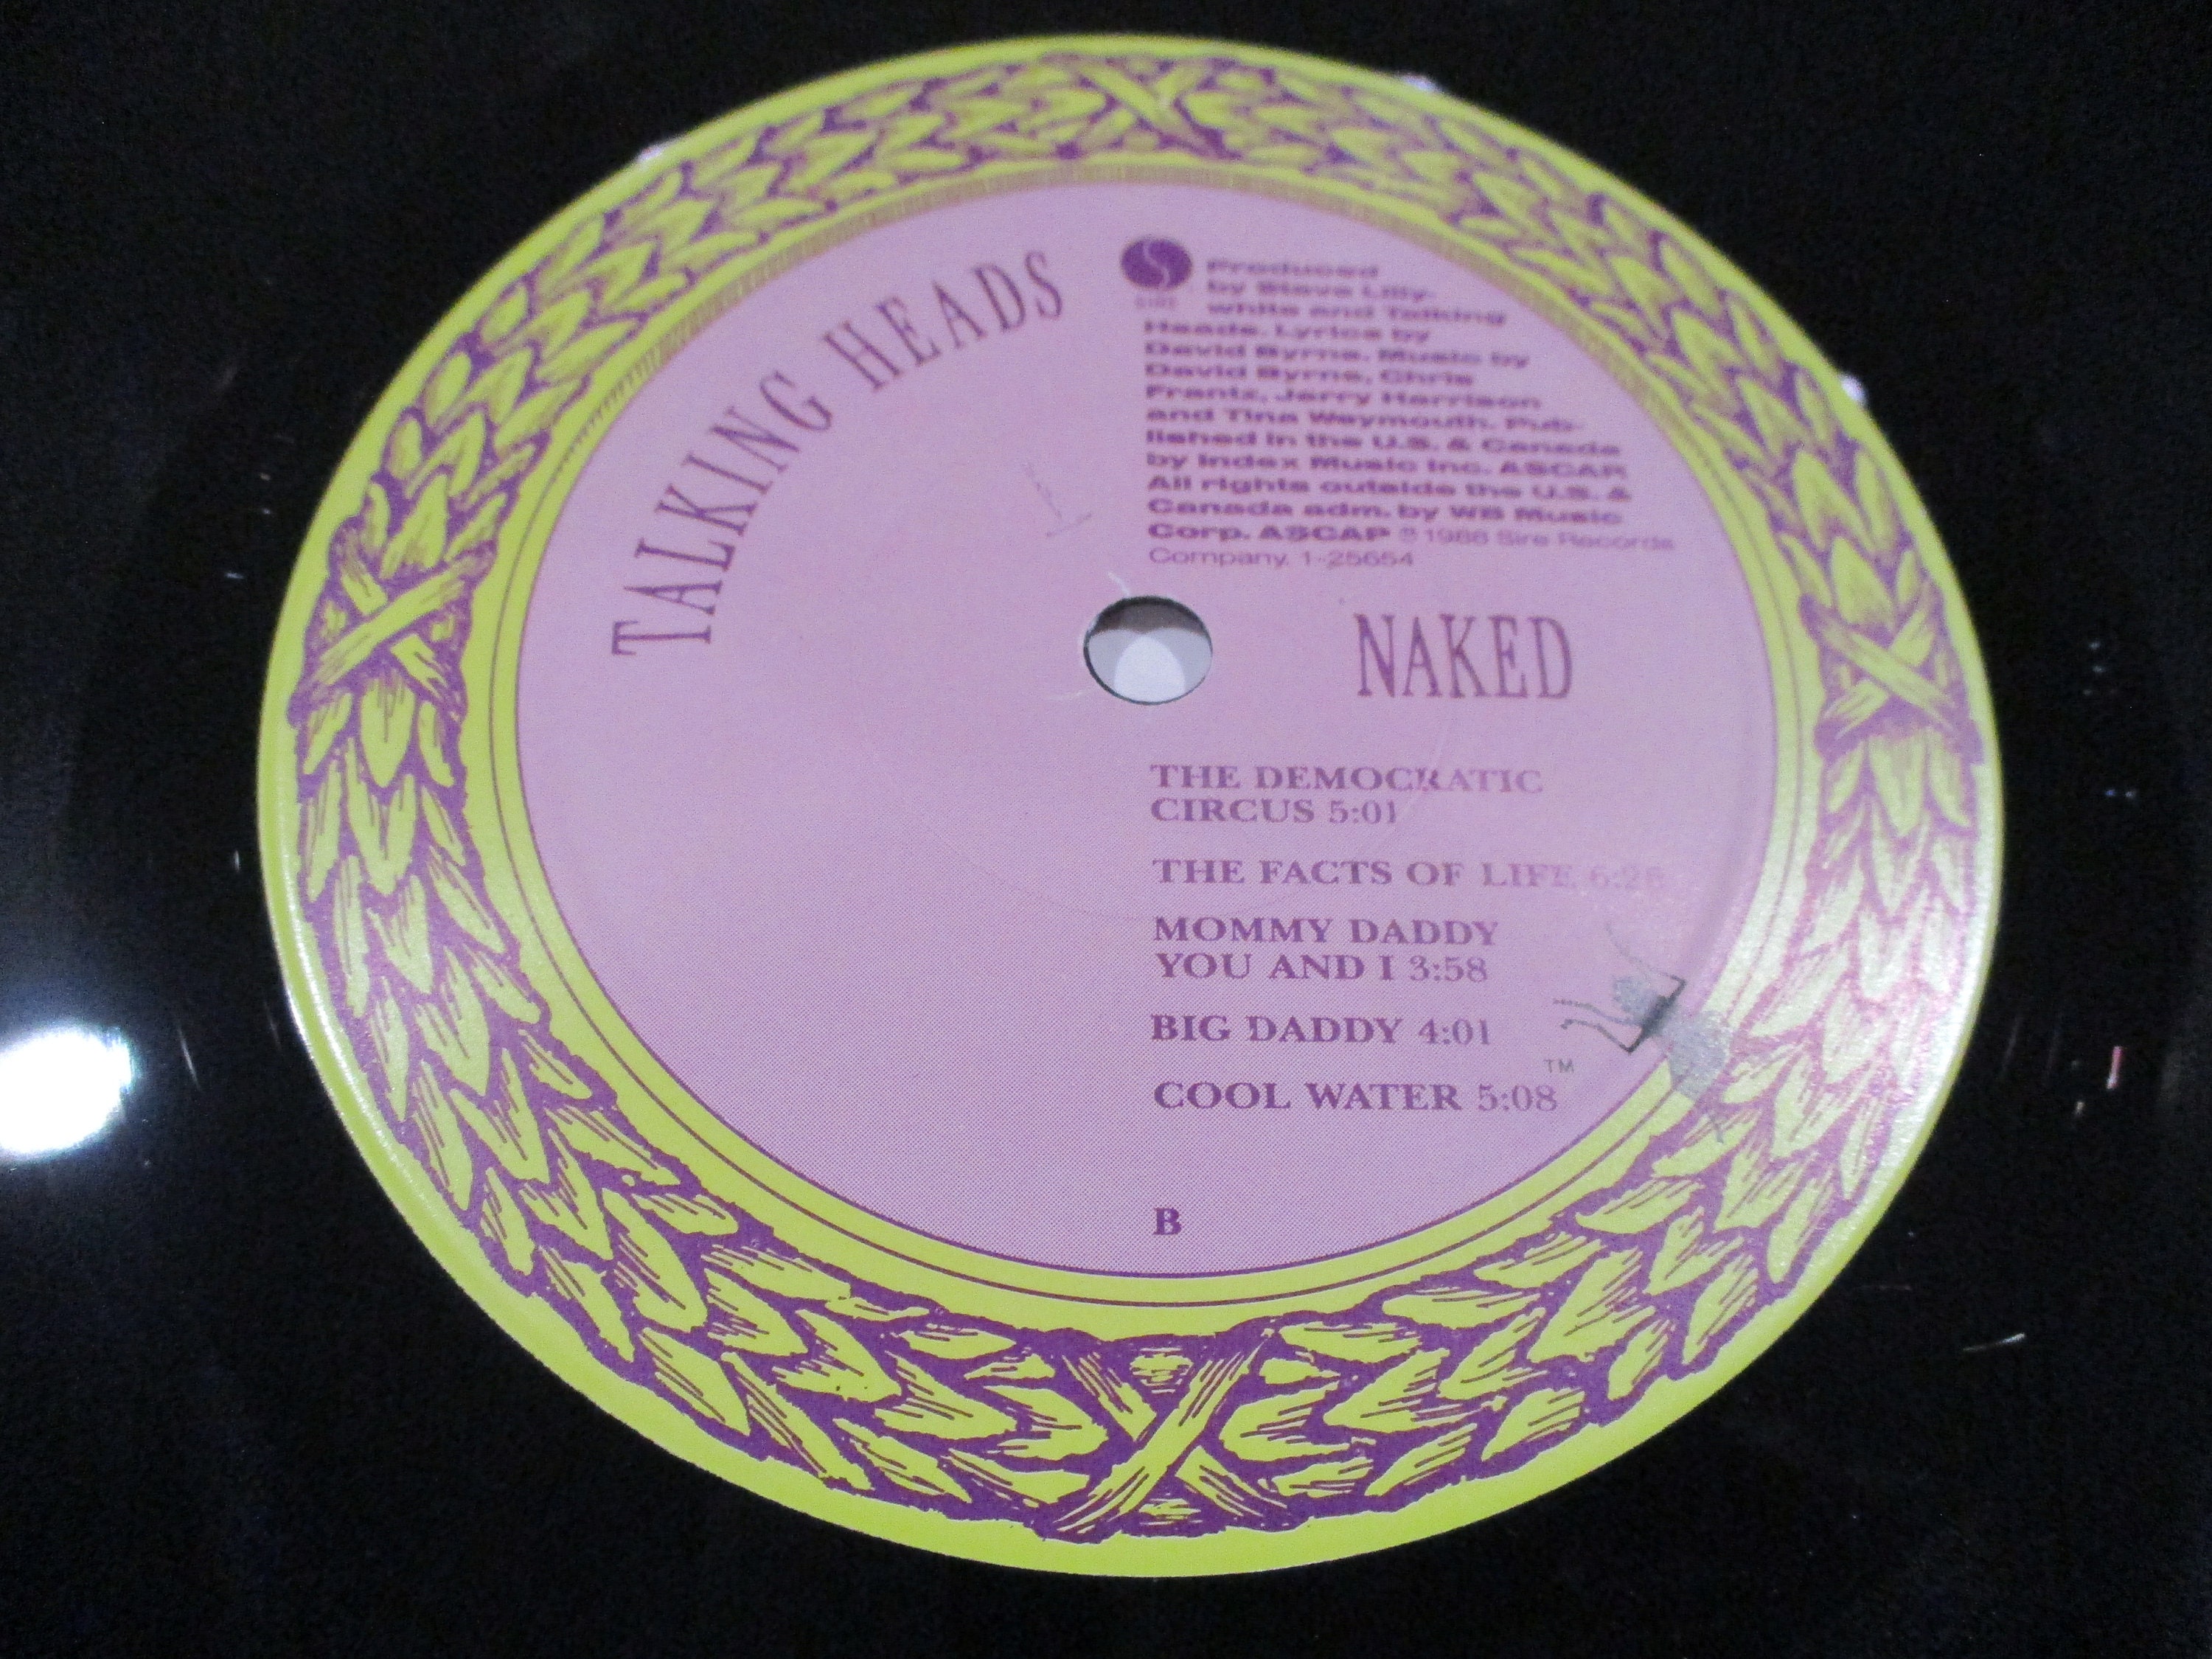 TALKING HEADS
SIRE
Produced
by Steve Lilly-
white and Talking
Heads. Lyrics by
David Byrne. Music by
David Byrne, Chris
Frantz, Jerry Harrison
and Tina Weymouth. Pub-
lished in the U.S. & Canada
by Index Music Inc. ASCAP
All rights outside the U.S. &
Canada adm. by WB Music
Corp. ASCAP ℗ 1988 Sire Records
Company. 1-25654
NAKED
THE DEMOCRATIC
CIRCUS 5:01
THE FACTS OF LIFE
MOMMY DADDY
YOU AND I 3:58
BIG DADDY 4:01
TM
COOL WATER 5:08
B